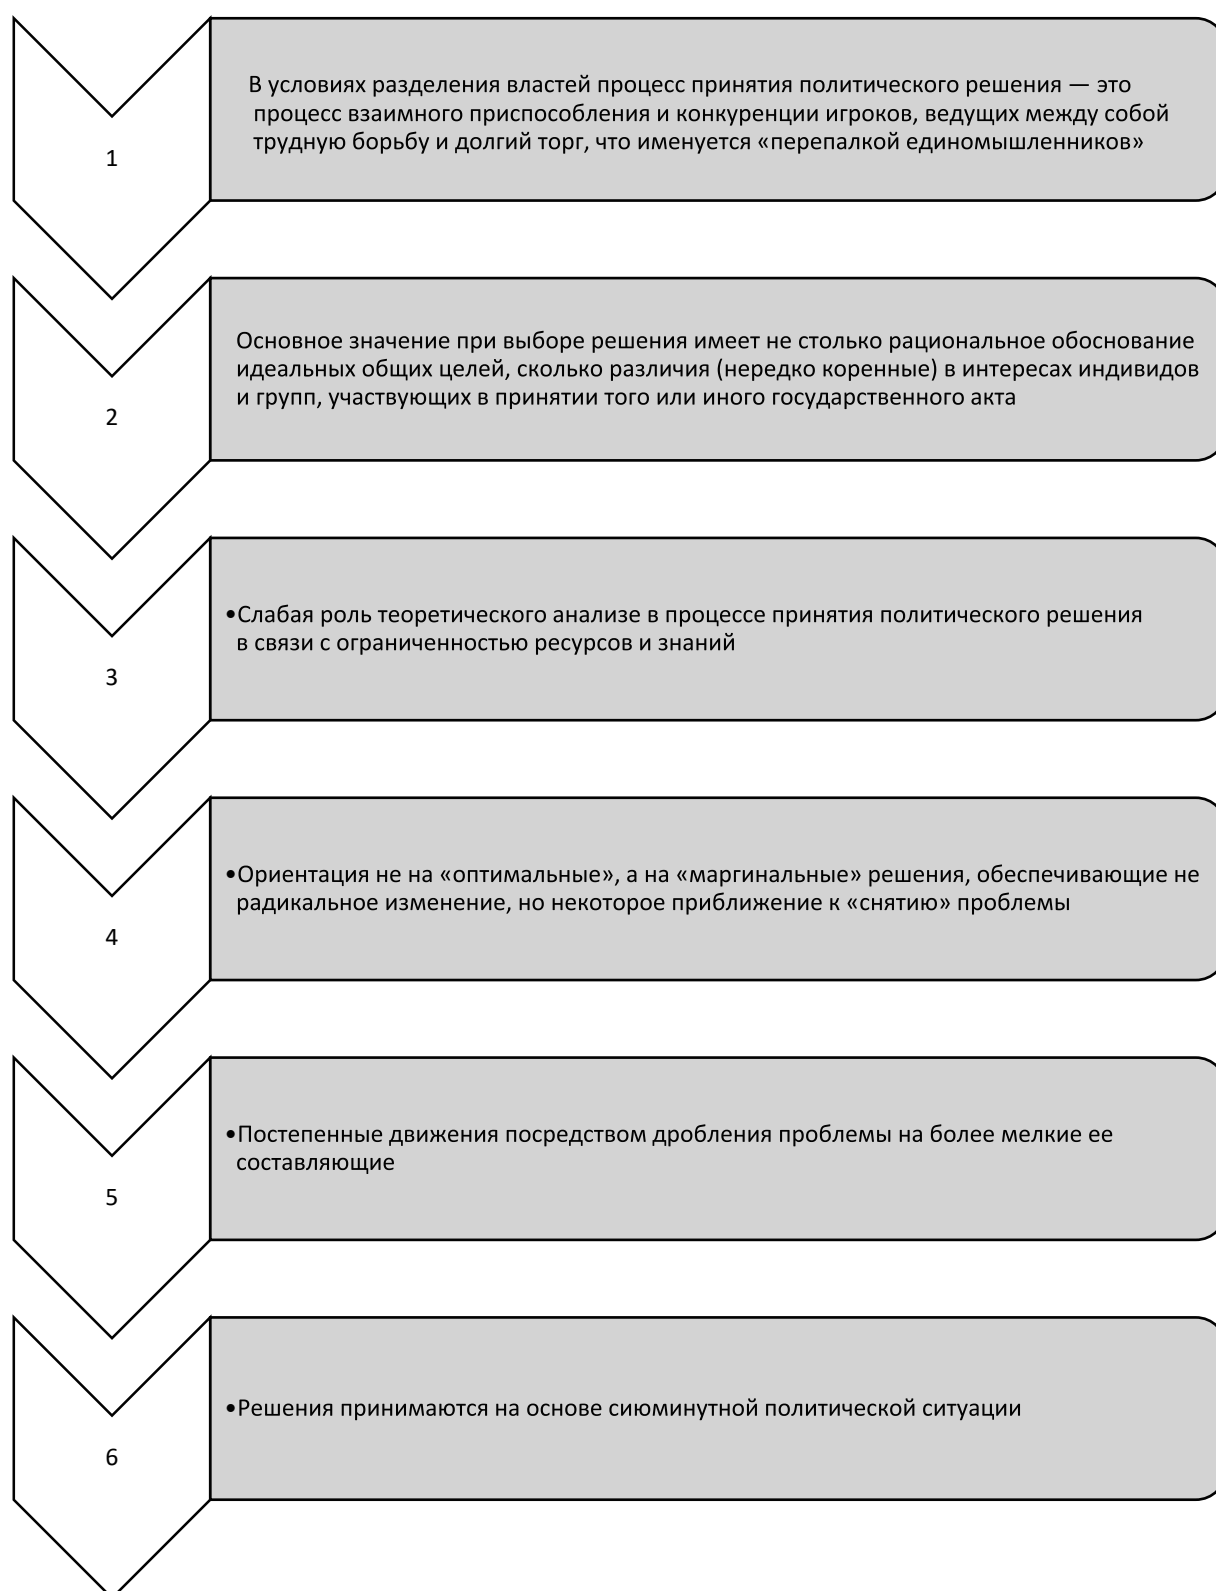 В условиях разделения властей процесс принятия политического решения — это
процесс взаимного приспособления и конкуренции игроков, ведущих между собой
трудную борьбу и долгий торг, что именуется «перепалкой единомышленников»
1
Основное значение при выборе решения имеет не столько рациональное обоснование
идеальных общих целей, сколько различия (нередко коренные) в интересах индивидов
и групп, участвующих в принятии того или иного государственного акта
2
•Слабая роль теоретического анализе в процессе принятия политического решения
в связи с ограниченностью ресурсов и знаний
3
•Ориентация не на «оптимальные», а на «маргинальные» решения, обеспечивающие не
радикальное изменение, но некоторое приближение к «снятию» проблемы
4
•Постепенные движения посредством дробления проблемы на более мелкие ее
составляющие
5
•Решения принимаются на основе сиюминутной политической ситуации
6